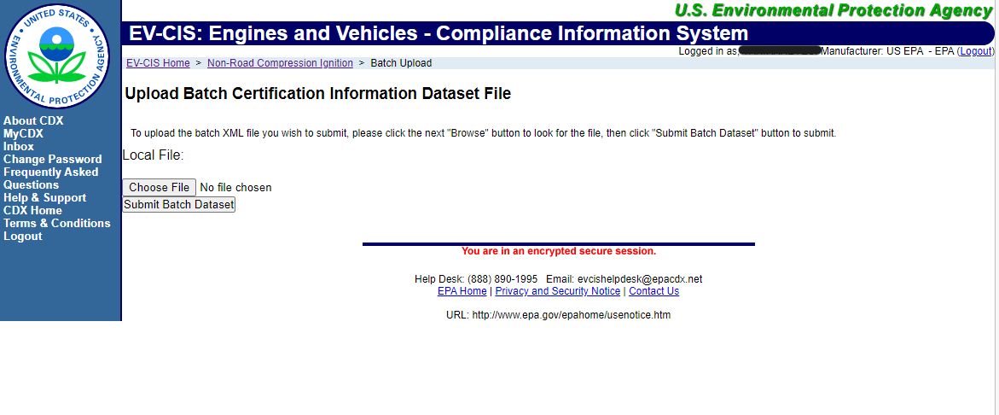 U.S. Environmental Protection Agency
UNITED STATES
ENVIRONMENTAL PROTECTION AGENCY
EV-CIS: Engines and Vehicles - Compliance Information System
Logged in as, Manufacturer: US EPA - EPA (Logout)
EV-CIS Home > Non-Road Compression Ignition > Batch Upload
About CDX
MyCDX
Inbox
Change Password
Frequently Asked
Questions
Help & Support
CDX Home
Terms & Conditions
Logout
Upload Batch Certification Information Dataset File
To upload the batch XML file you wish to submit, please click the next "Browse" button to look for the file, then click "Submit Batch Dataset" button to submit.
Local File:
Choose File No file chosen
Submit Batch Dataset
You are in an encrypted secure session.
Help Desk: (888) 890-1995 Email: evcishelpdesk@epacdx.net
EPA Home | Privacy and Security Notice | Contact Us
URL: http://www.epa.gov/epahome/usenotice.htm